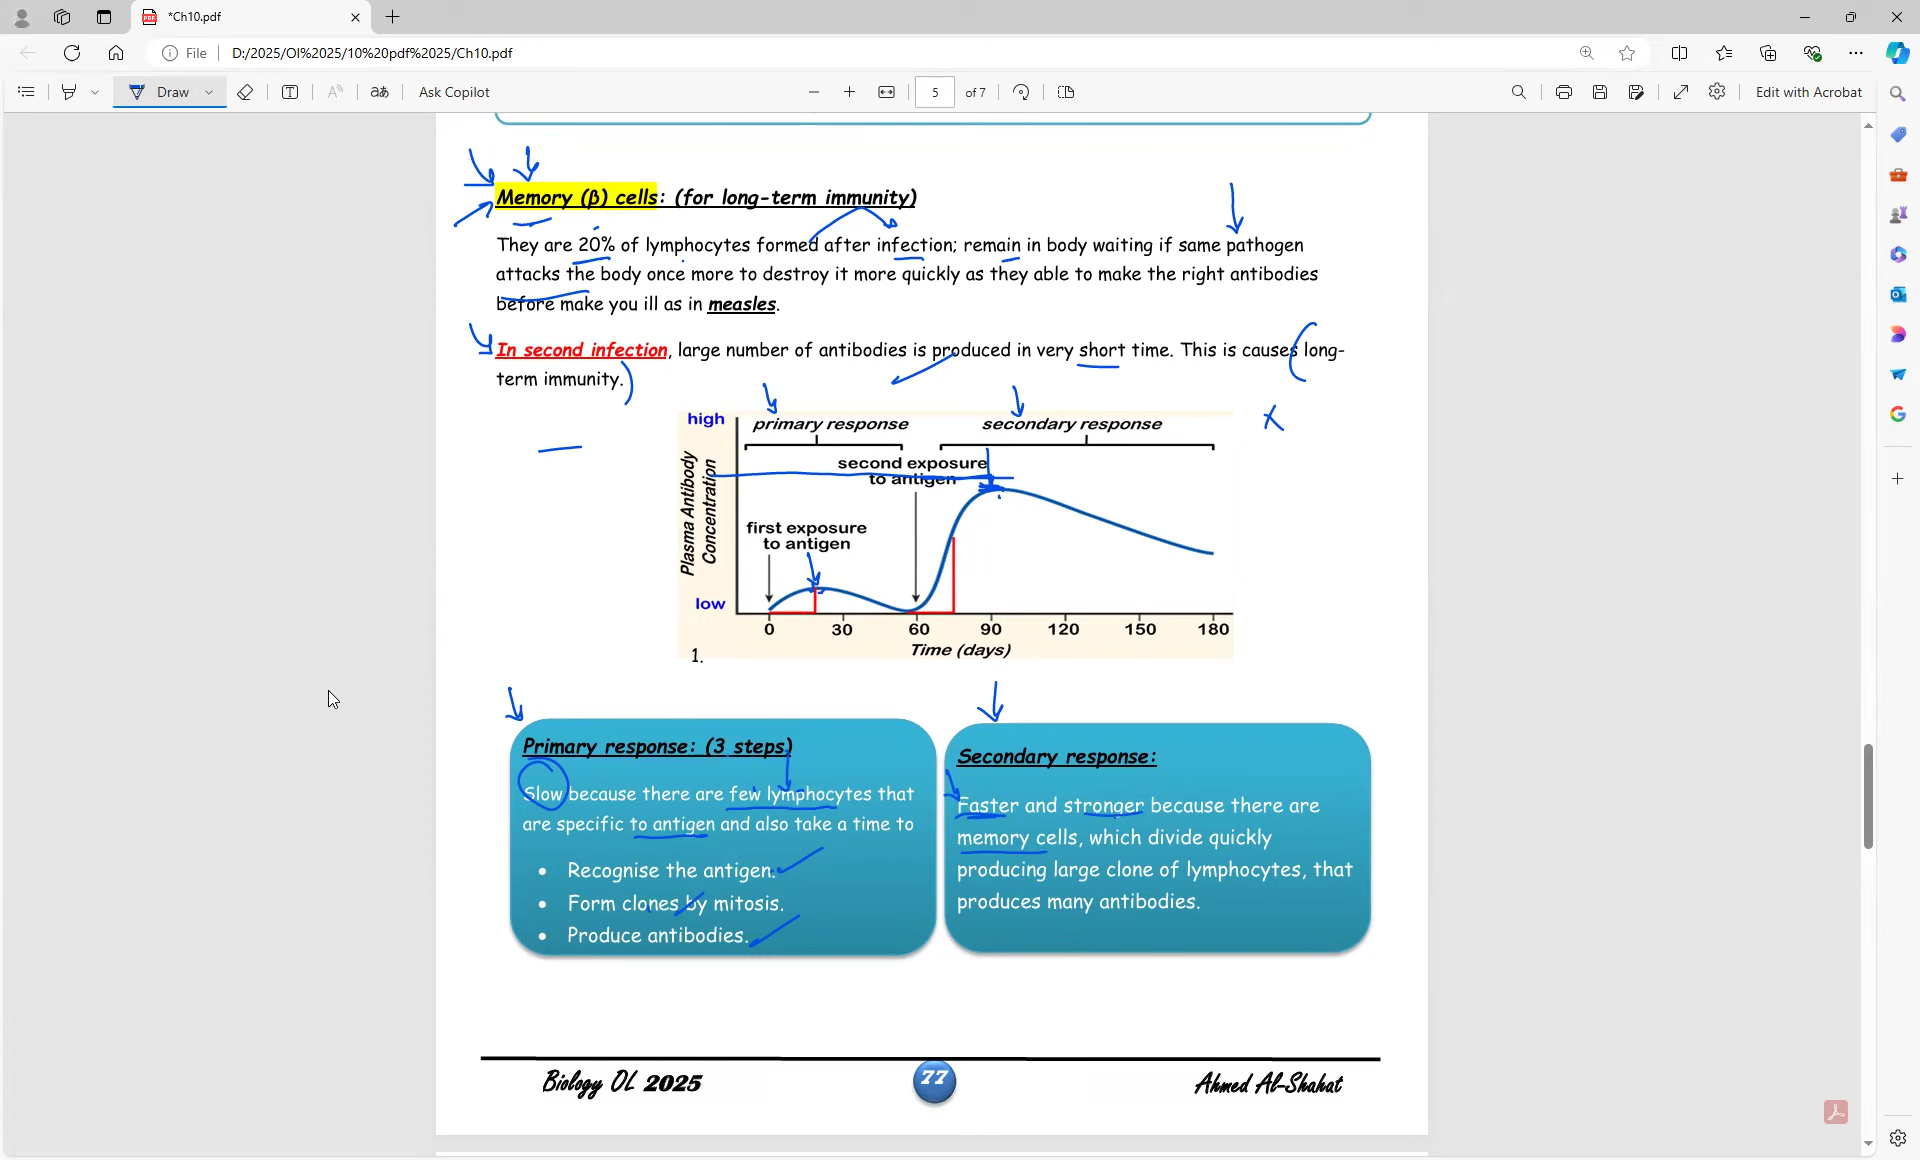 *Ch10.pdf
File
D:/2025/Ol%2025/10%20pdf%2025/Ch10.pdf
Draw
Ask Copilot
5
of 7
Edit with Acrobat
Memory (β) cells: (for long-term immunity)
They are 20% of lymphocytes formed after infection; remain in body waiting if same pathogen
attacks the body once more to destroy it more quickly as they able to make the right antibodies
before make you ill as in measles.
In second infection, large number of antibodies is produced in very short time. This is causes long-
term immunity.
high
primary response
secondary response
second exposure
to antigen
Plasma Antibody
Concentration
first exposure
to antigen
low
0 30 60 90 120 150 180
Time (days)
1.
Primary response: (3 steps)
Slow because there are few lymphocytes that
are specific to antigen and also take a time to
• Recognise the antigen.
• Form clones by mitosis.
• Produce antibodies.
Secondary response:
Faster and stronger because there are
memory cells, which divide quickly
producing large clone of lymphocytes, that
produces many antibodies.
Biology OL 2025
77
Ahmed Al-Shahat